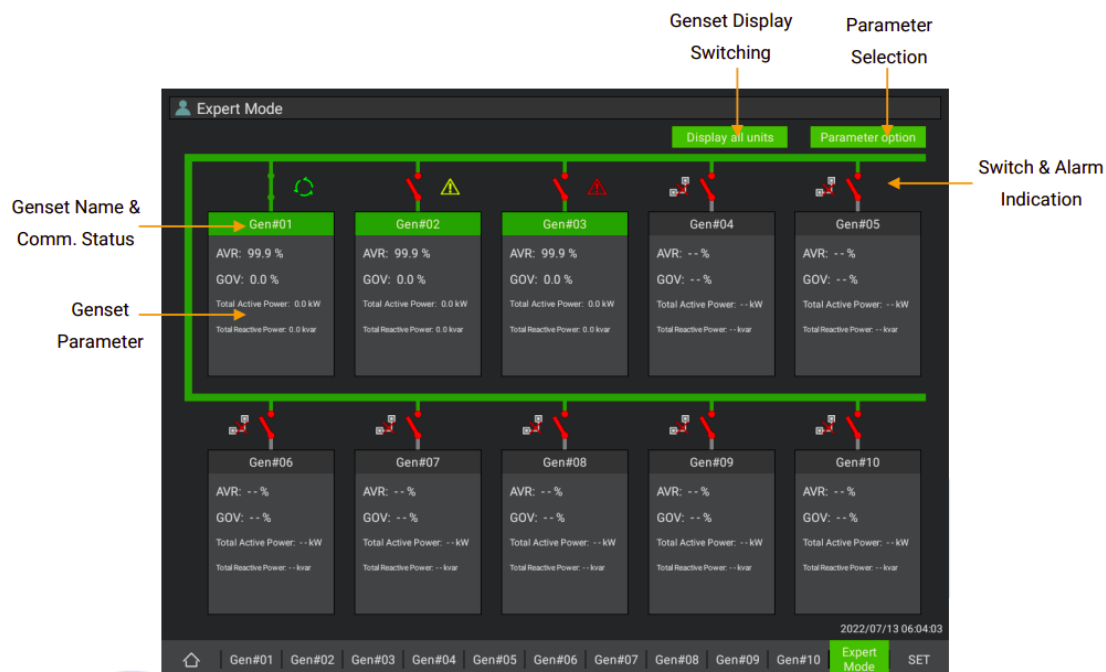 Genset Display
Switching
Parameter
Selection
Expert Mode
Display all units
Parameter option
Switch & Alarm
Indication
Genset Name &
Comm. Status
Genset
Parameter
Gen#01
AVR: 99.9 %
GOV: 0.0 %
Total Active Power: 0.0 kW
Total Reactive Power: 0.0 kvar
Gen#02
AVR: 99.9 %
GOV: 0.0 %
Total Active Power: 0.0 kW
Total Reactive Power: 0.0 kvar
Gen#03
AVR: 99.9 %
GOV: 0.0 %
Total Active Power: 0.0 kW
Total Reactive Power: 0.0 kvar
Gen#04
AVR: - - %
GOV: - - %
Total Active Power: - - kW
Total Reactive Power: - - kvar
Gen#05
AVR: - - %
GOV: - - %
Total Active Power: - - kW
Total Reactive Power: - - kvar
Gen#06
AVR: - - %
GOV: - - %
Total Active Power: - - kW
Total Reactive Power: - - kvar
Gen#07
AVR: - - %
GOV: - - %
Total Active Power: - - kW
Total Reactive Power: - - kvar
Gen#08
AVR: - - %
GOV: - - %
Total Active Power: - - kW
Total Reactive Power: - - kvar
Gen#09
AVR: - - %
GOV: - - %
Total Active Power: - - kW
Total Reactive Power: - - kvar
Gen#10
AVR: - - %
GOV: - - %
Total Active Power: - - kW
Total Reactive Power: - - kvar
2022/07/13 06:04:03
Gen#01
Gen#02
Gen#03
Gen#04
Gen#05
Gen#06
Gen#07
Gen#08
Gen#09
Gen#10
Expert
Mode
SET